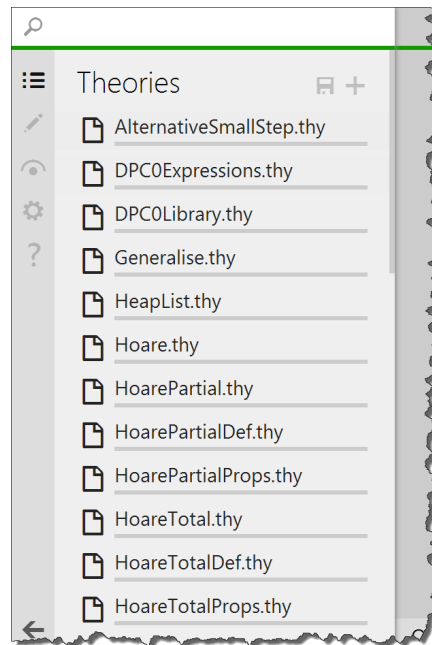 Theories
AlternativeSmallStep.thy
DPC0Expressions.thy
DPC0Library.thy
Generalise.thy
HeapList.thy
Hoare.thy
HoarePartial.thy
HoarePartialDef.thy
HoarePartialProps.thy
HoareTotal.thy
HoareTotalDef.thy
HoareTotalProps.thy